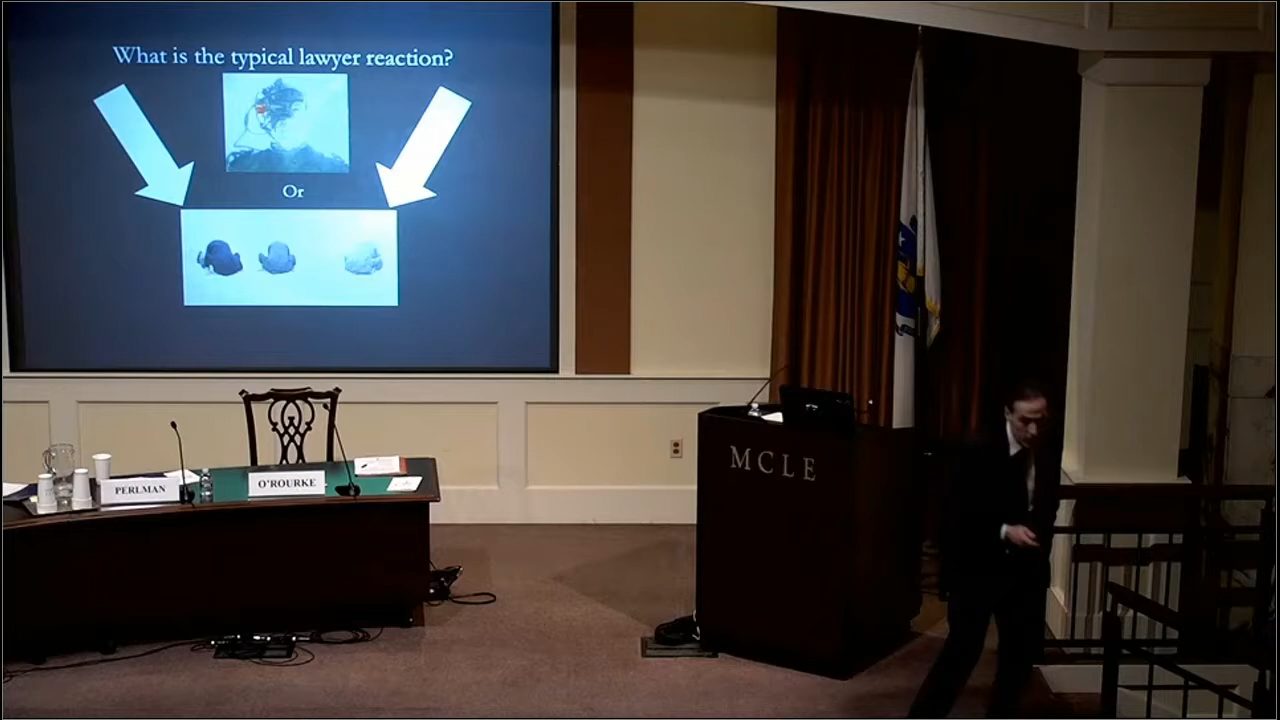 What is the typical lawyer reaction?
Or
MCLE
PERLMAN
O'ROURKE